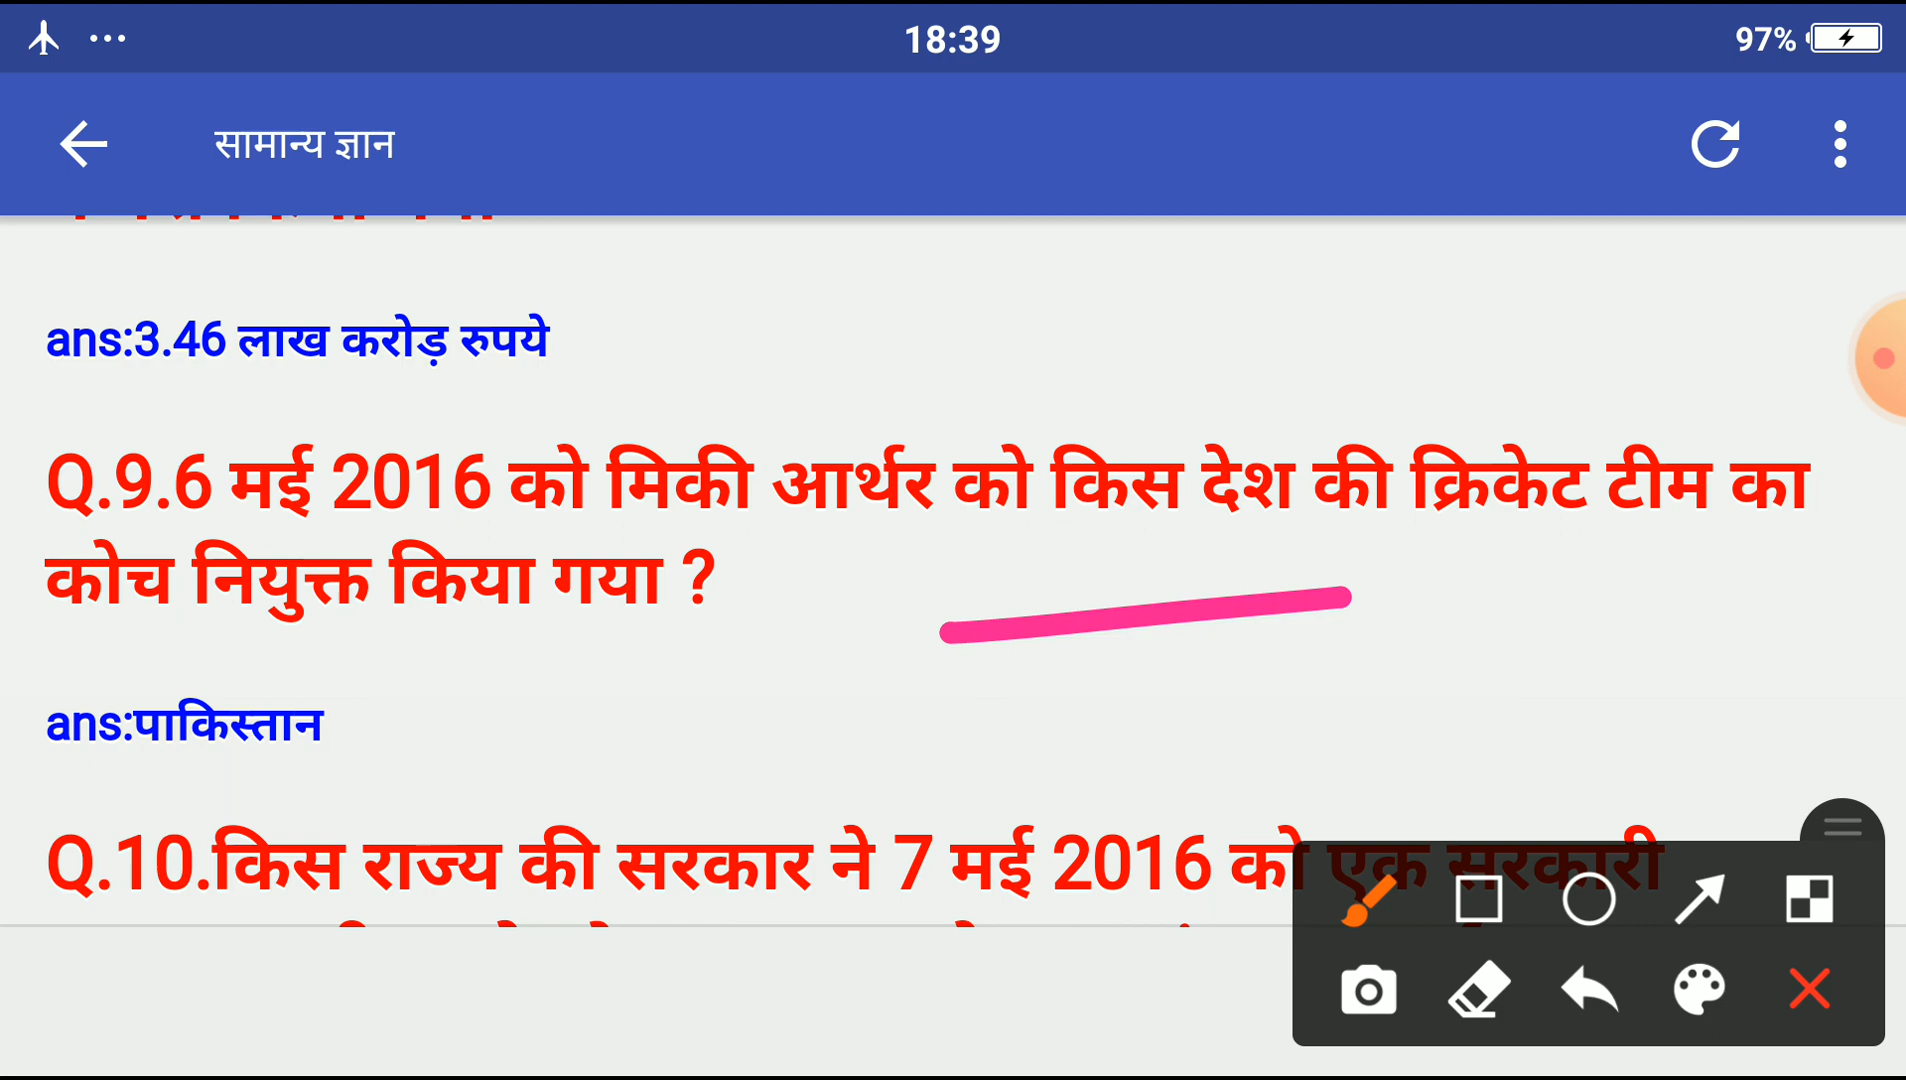 18:39
97%
सामान्य ज्ञान
ans:3.46 लाख करोड़ रुपये
Q.9.6 मई 2016 को मिकी आर्थर को किस देश की क्रिकेट टीम का
कोच नियुक्त किया गया ?
ans:पाकिस्तान
Q.10.किस राज्य की सरकार ने 7 मई 2016 को एक सरकारी